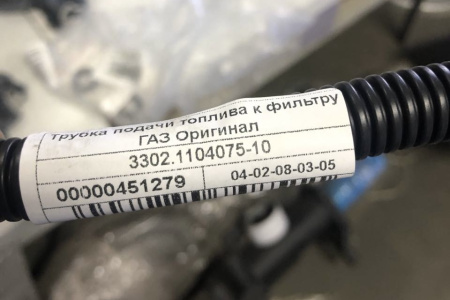 Трубка подачи топлива к фильтру
ГАЗ Оригинал
3302.1104075-10
00000451279 04-02-08-03-05